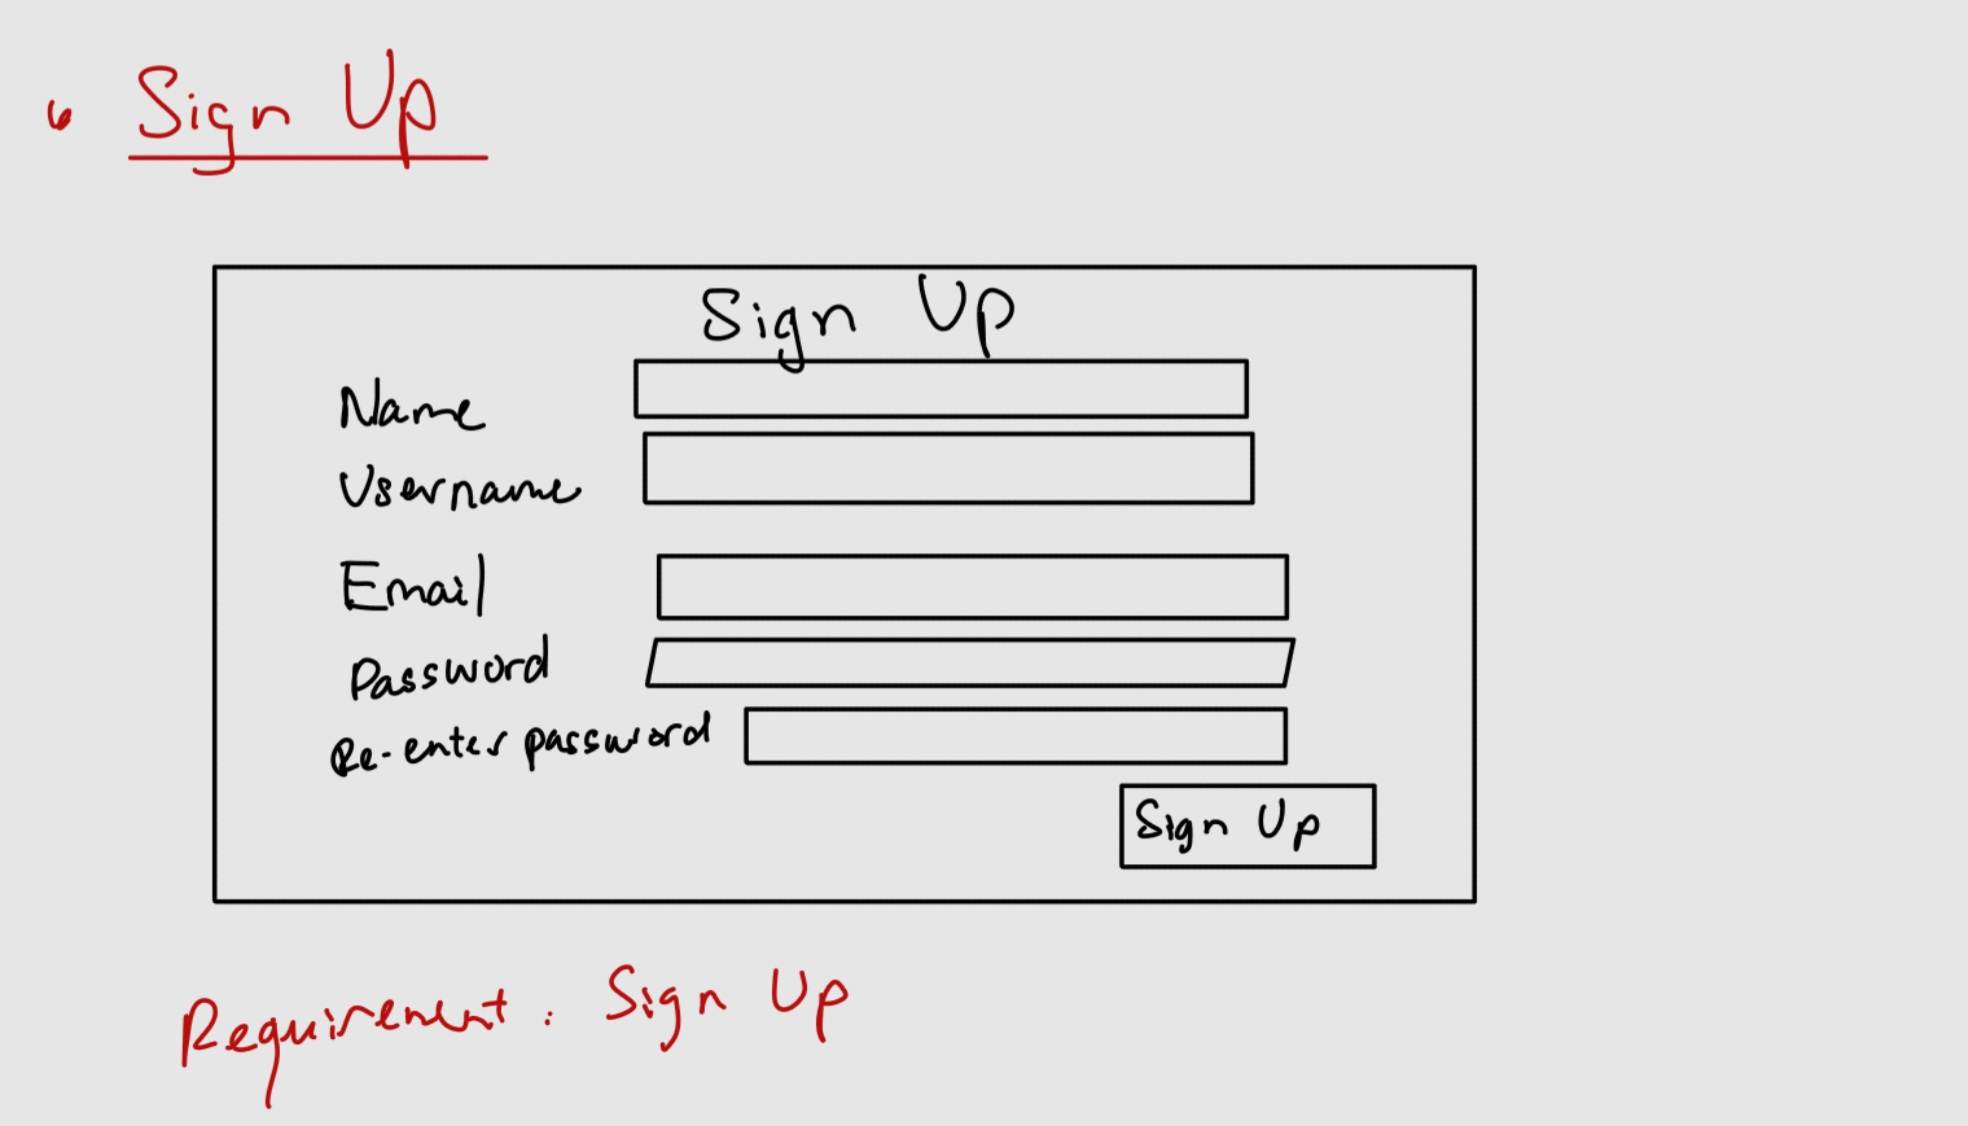 Sign Up
Sign Up
Name
Username
Email
Password
Re-enter password
Sign Up
Requirement : Sign Up